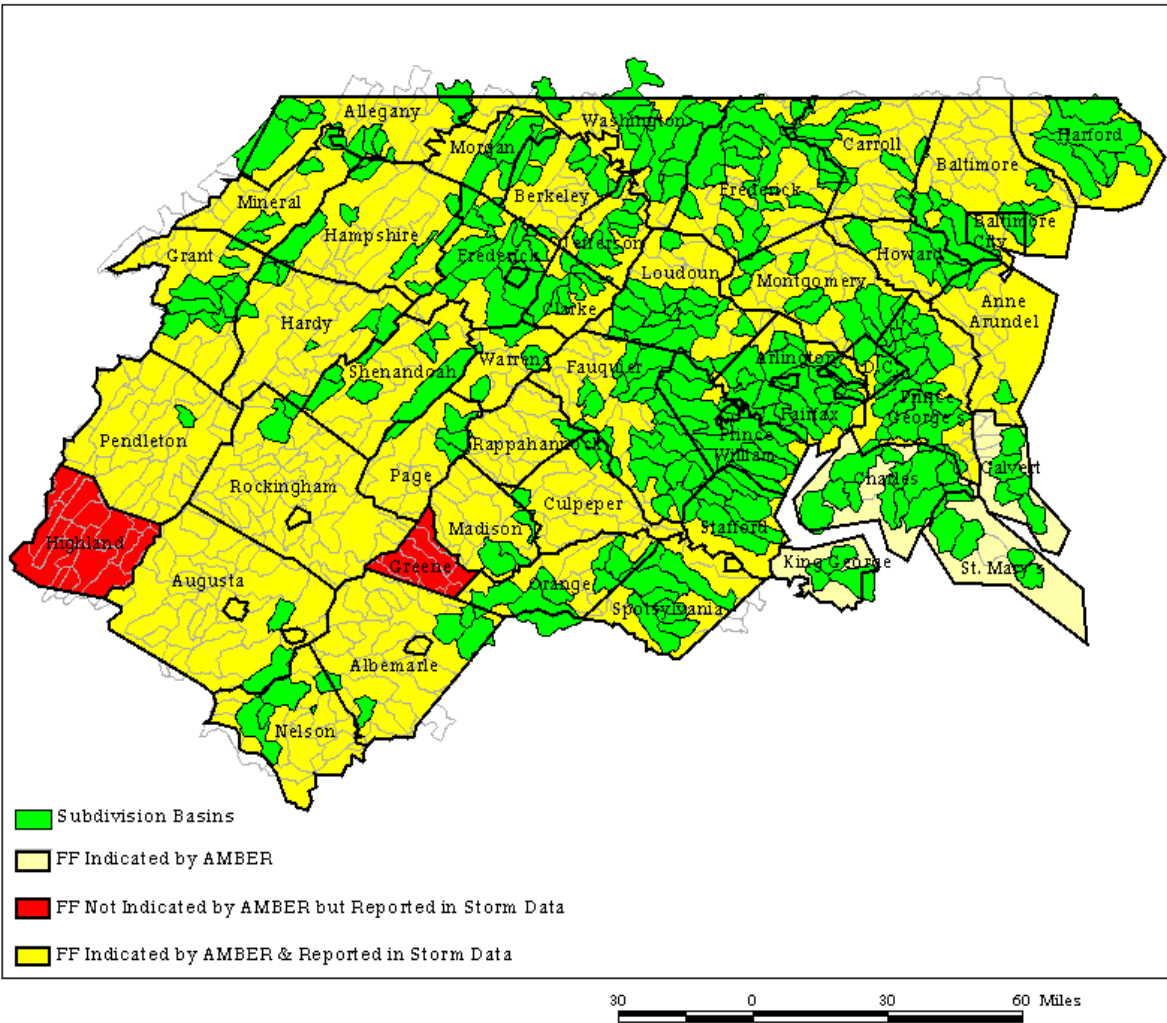 Allegany
Washington
Harford
Morgan
Carroll
Baltimore
Frederick
Berkeley
Mineral
Baltimore
City
Hampshire
Jefferson
Frederick
Howard
Grant
Loudoun
Montgomery
Anne
Arundel
Clarke
Hardy
Warren
Arlington
Fauquier
D.C.
Shenandoah
Prince
George's
Fairfax
Prince
William
Pendleton
Rappahannock
Calvert
Page
Charles
Rockingham
Culpeper
Madison
Stafford
Highland
King George
Greene
St. Mary's
Augusta
Orange
Spotsylvania
Albemarle
Nelson
Subdivision Basins
FF Indicated by AMBER
FF Not Indicated by AMBER but Reported in Storm Data
FF Indicated by AMBER & Reported in Storm Data
30 0 30 60 Miles